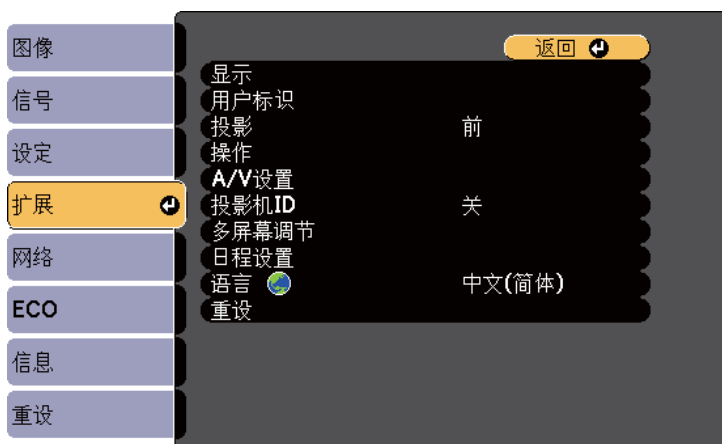 图像
信号
设定
扩展
网络
ECO
信息
重设
返回
显示
用户标识
投影 前
操作
A/V设置
投影机ID 关
多屏幕调节
日程设置
语言 中文(简体)
重设